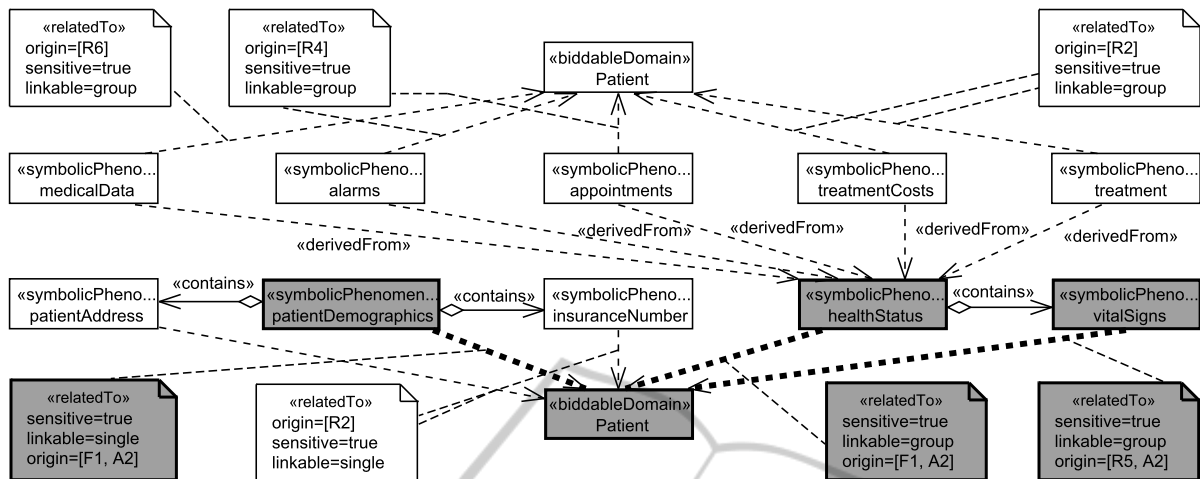 «relatedTo»
origin=[R6]
sensitive=true
linkable=group
«relatedTo»
origin=[R4]
sensitive=true
linkable=group
«biddableDomain»
Patient
«relatedTo»
origin=[R2]
sensitive=true
linkable=group
«symbolicPheno...
medicalData
«symbolicPheno...
alarms
«symbolicPheno...
appointments
«symbolicPheno...
treatmentCosts
«symbolicPheno...
treatment
«derivedFrom»
«derivedFrom»
«derivedFrom»
«derivedFrom»
«derivedFrom»
«symbolicPheno...
patientAddress
«contains»
«symbolicPhenomen...
patientDemographics
«contains»
«symbolicPheno...
insuranceNumber
«symbolicPheno...
healthStatus
«contains»
«symbolicPheno...
vitalSigns
«relatedTo»
sensitive=true
linkable=single
origin=[F1, A2]
«relatedTo»
origin=[R2]
sensitive=true
linkable=single
«biddableDomain»
Patient
«relatedTo»
sensitive=true
linkable=group
origin=[F1, A2]
«relatedTo»
sensitive=true
linkable=group
origin=[R5, A2]